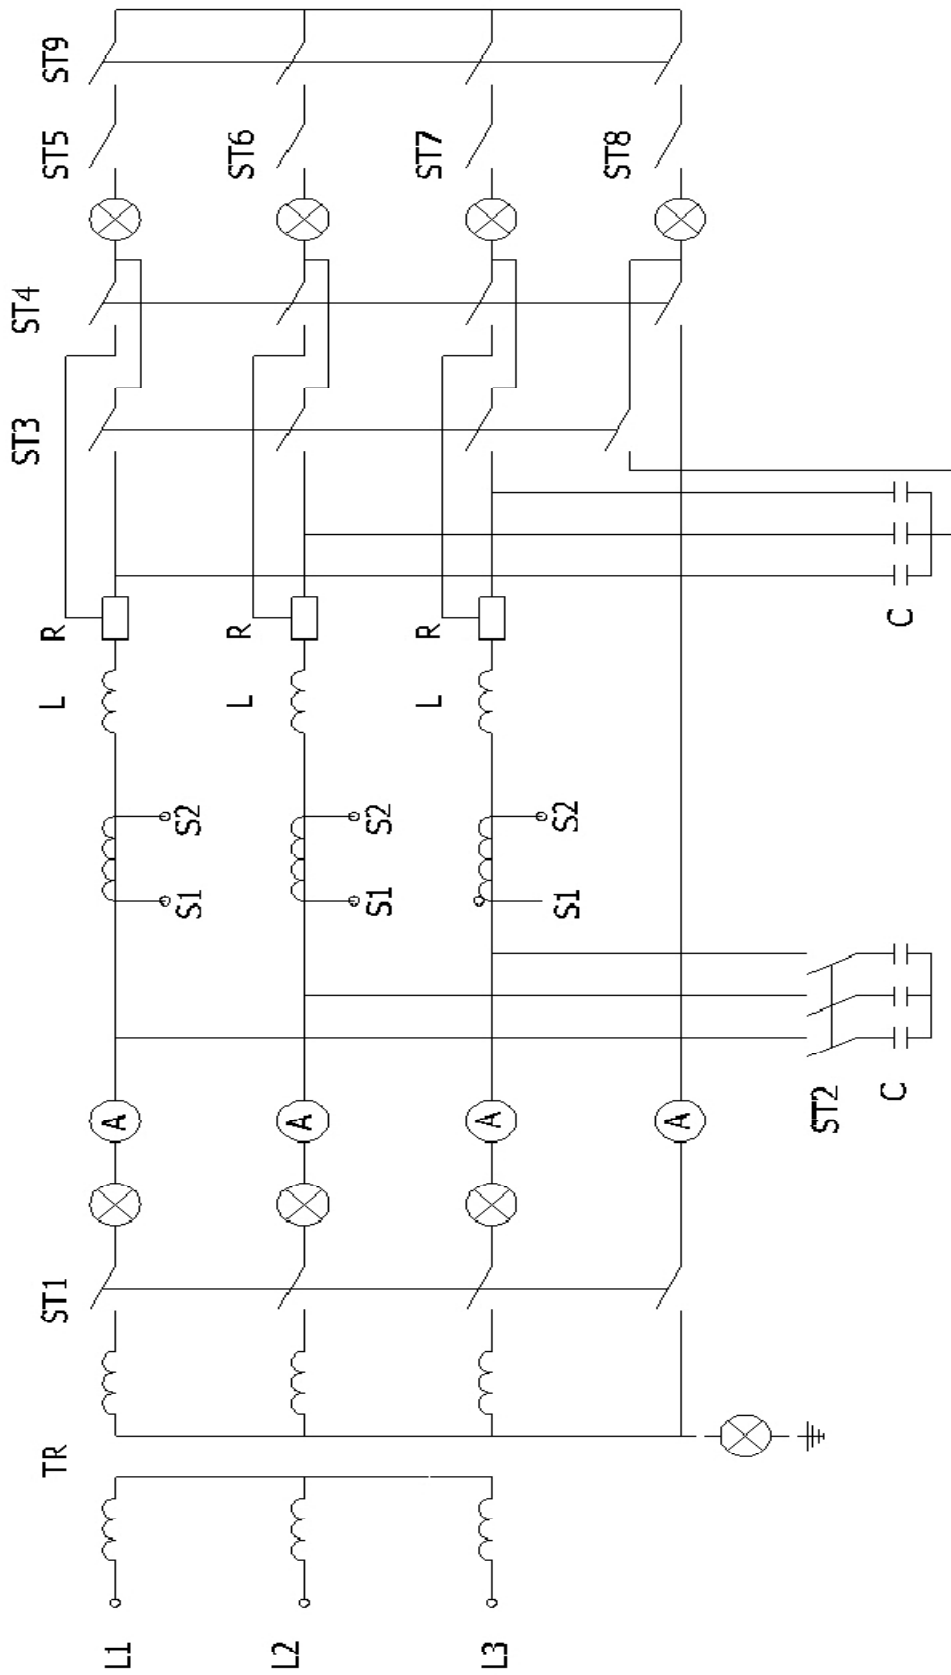 ST3 ST4
TR ST1 L R ST5 ST9
L1 A
S1 S2
L R ST6
L2 A
S1 S2
L R ST7
L3 A
S1 S2
ST8
A
ST2
C C